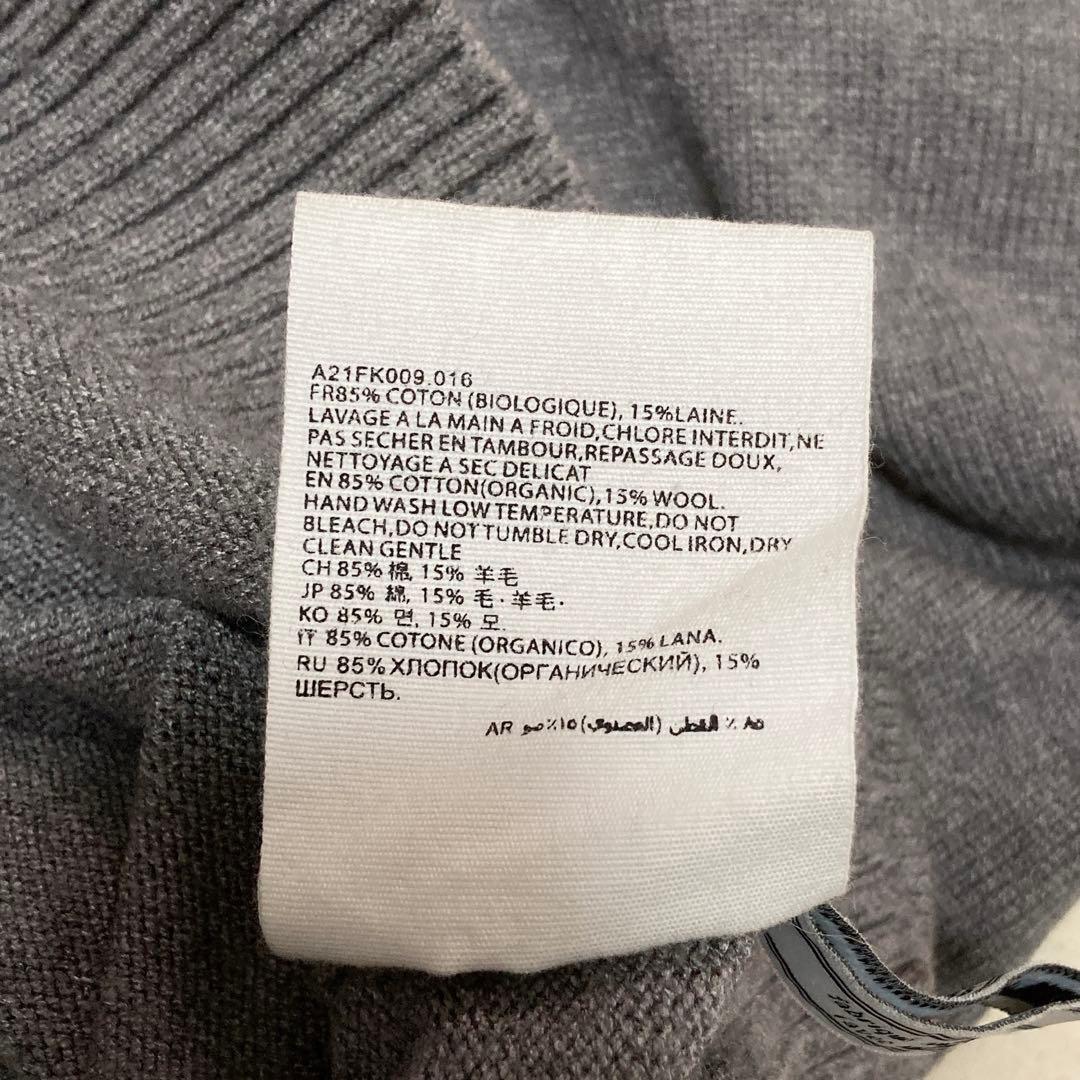 A21FK009.016
FR85% COTON (BIOLOGIQUE), 15%LAINE.
LAVAGE A LA MAIN A FROID,CHLORE INTERDIT,NE
PAS SECHER EN TAMBOUR,REPASSAGE DOUX,
NETTOYAGE A SEC DELICAT
EN 85% COTTON(ORGANIC),15% WOOL.
HAND WASH LOW TEMPERATURE,DO NOT
BLEACH,DO NOT TUMBLE DRY,COOL IRON,DRY
CLEAN GENTLE
CH 85% 棉, 15% 羊毛
JP 85% 綿, 15% 毛·羊毛·
KO 85% 면, 15% 모.
IT 85% COTONE (ORGANICO), 15% LANA.
RU 85% ХЛОПОК(ОРГАНИЧЕСКИЙ), 15%
ШЕРСТЬ.
٨٥ ٪ القطن AR